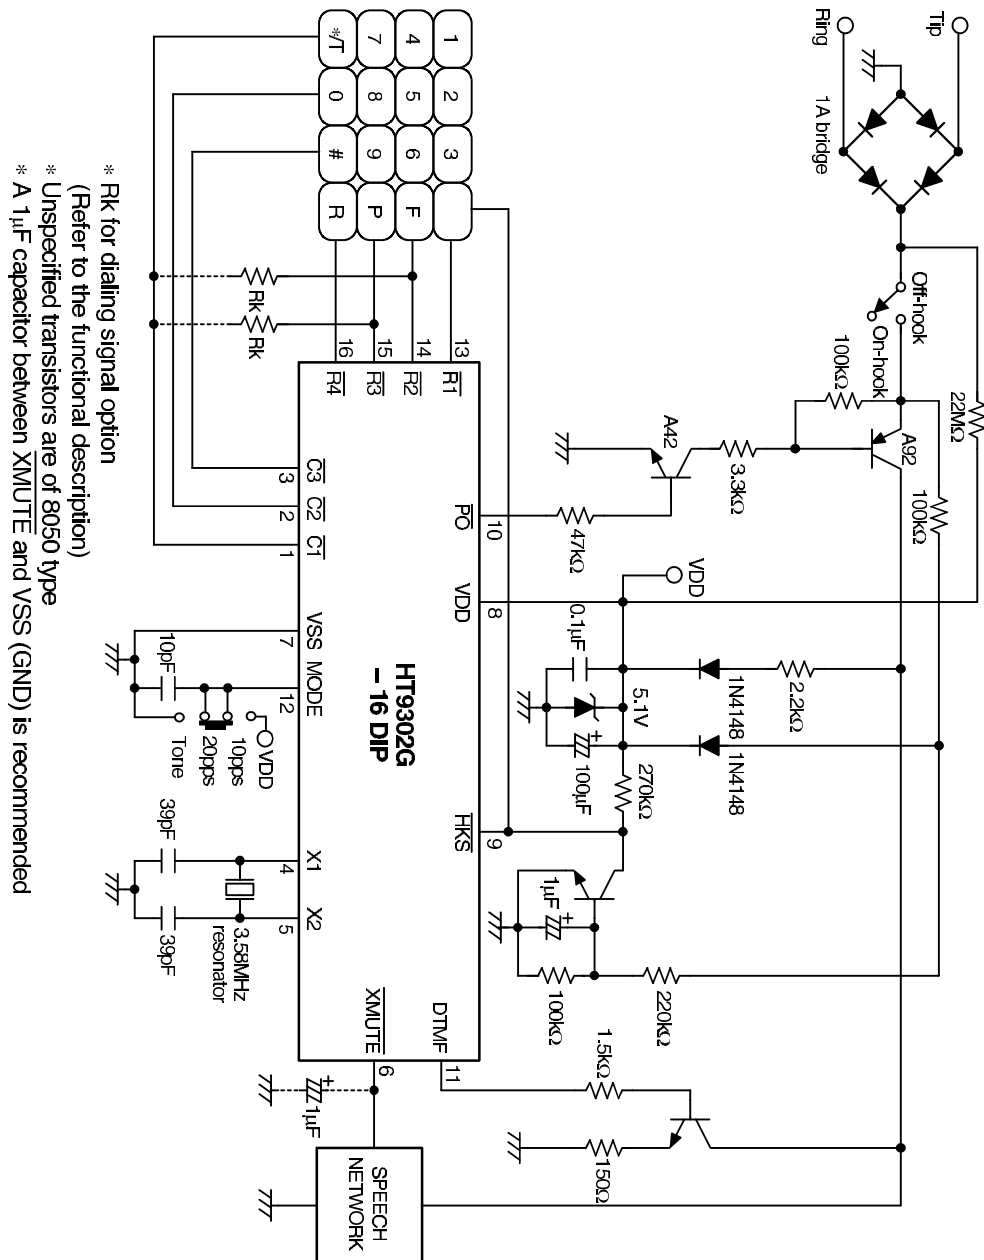 Tip
Ring
1A bridge
Off-hook
On-hook
22MΩ
100kΩ
A92
100kΩ
3.3kΩ
A42
47kΩ
VDD
2.2kΩ
1N4148
1N4148
0.1µF
5.1V
+
100µF
270kΩ
1µF
+
100kΩ
220kΩ
1.5kΩ
150Ω
1
2
3
4
5
6
F
7
8
9
P
*/T
0
#
R
Rk
Rk
13
14
15
16
R1
R2
R3
R4
PO
10
VDD
8
HKS
9
DTMF
11
XMUTE
6
HT9302G
– 16 DIP
C3
3
C2
2
C1
1
VSS
7
MODE
12
X1
4
X2
5
10pF
VDD
10pps
20pps
Tone
39pF
39pF
3.58MHz
resonator
+
1µF
SPEECH
NETWORK
* Rk for dialing signal option
(Refer to the functional description)
* Unspecified transistors are of 8050 type
* A 1µF capacitor between XMUTE and VSS (GND) is recommended